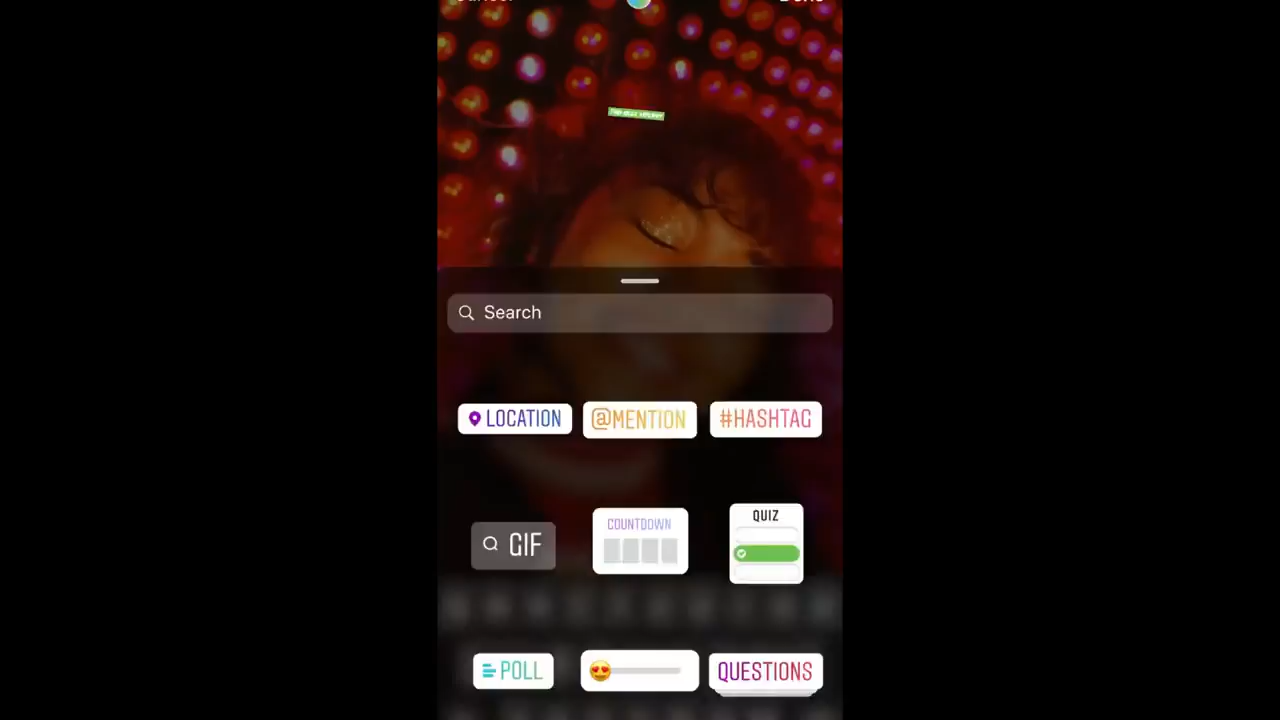 Search
LOCATION
@MENTION
#HASHTAG
GIF
COUNTDOWN
QUIZ
POLL
QUESTIONS